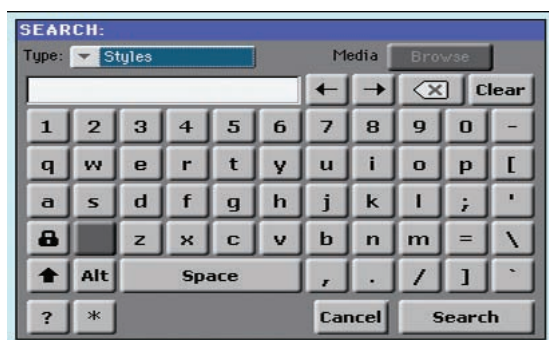 SEARCH:
Type: Styles Media Browse
← → Clear
1 2 3 4 5 6 7 8 9 0 -
q w e r t y u i o p [
a s d f g h j k l ; '
z x c v b n m = \
Alt Space , . / ] `
? * Cancel Search